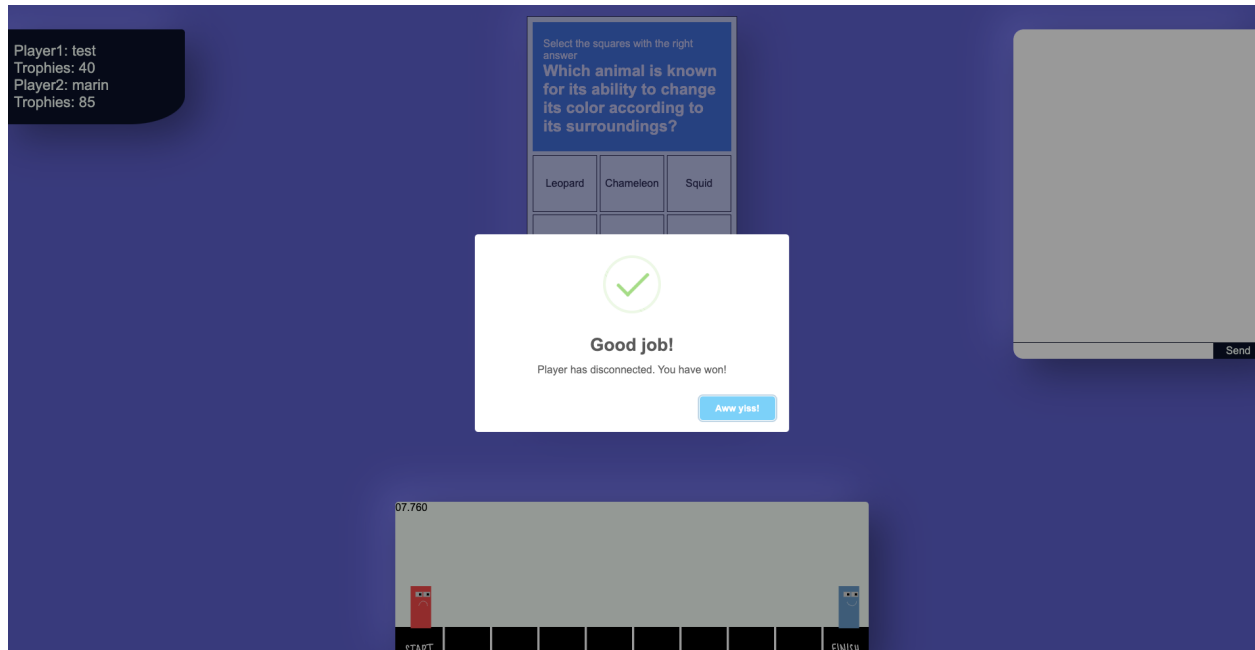 Player1: test
Trophies: 40
Player2: marin
Trophies: 85
Select the squares with the right
answer
Which animal is known
for its ability to change
its color according to
its surroundings?
Leopard
Chameleon
Squid
Good job!
Player has disconnected. You have won!
Aww yiss!
Send
07.760
START
FINISH